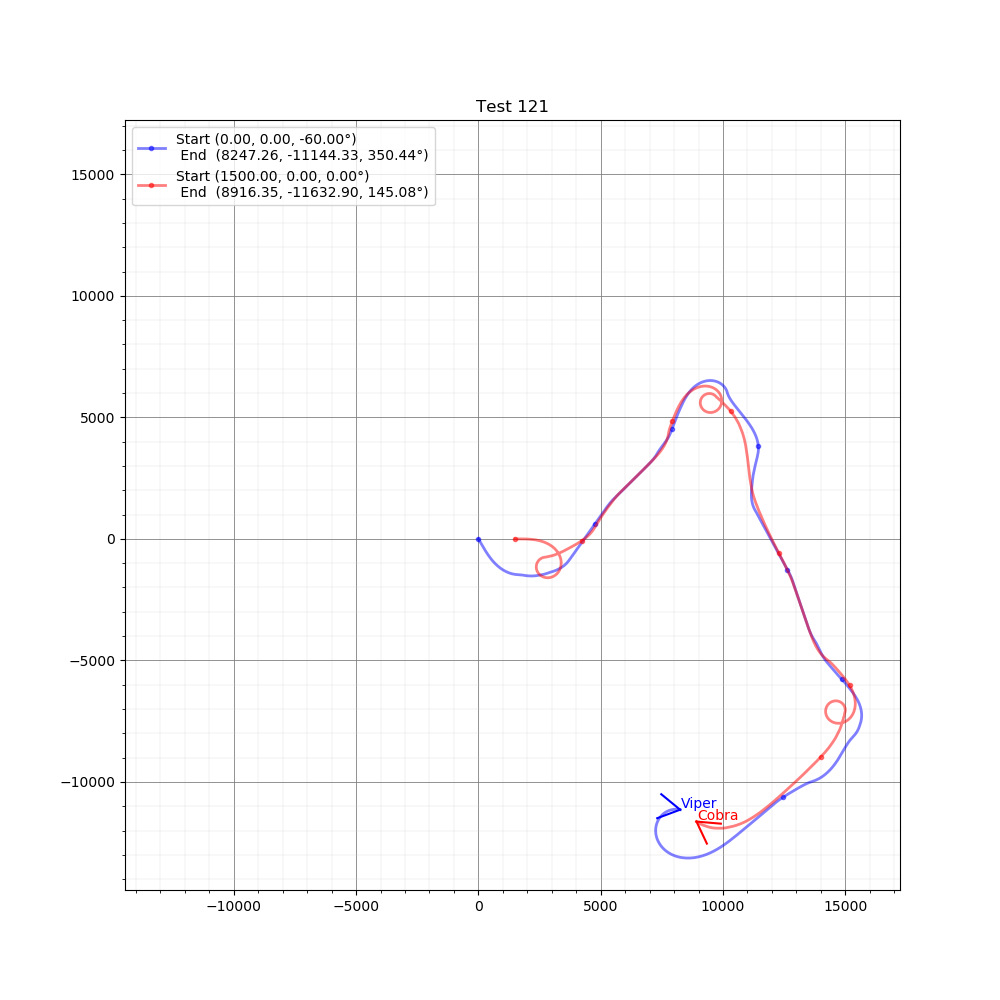 Test 121
Start (0.00, 0.00, -60.00°)
End  (8247.26, -11144.33, 350.44°)
Start (1500.00, 0.00, 0.00°)
End  (8916.35, -11632.90, 145.08°)
15000
10000
5000
0
−5000
−10000
Viper
Cobra
−10000 −5000 0 5000 10000 15000